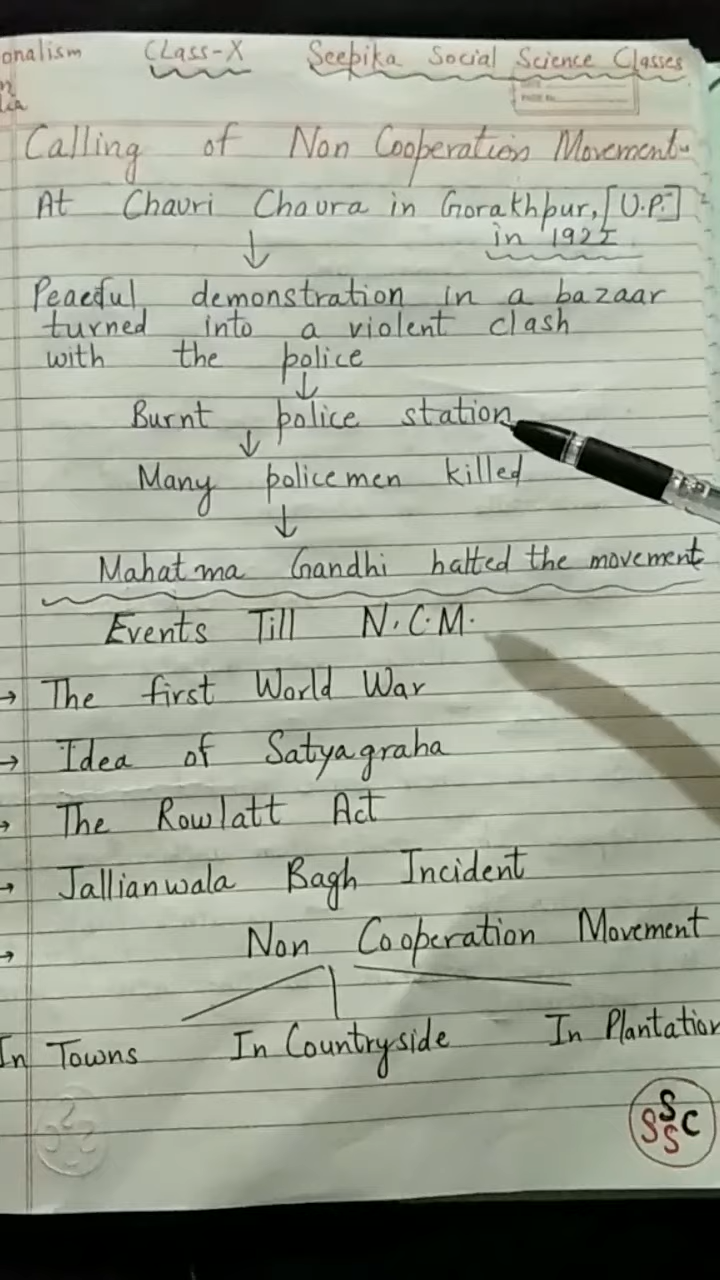 onalism CLass-X Seepika Social Science Classes
Calling of Non Cooperation Movement
At Chauri Chaura in Gorakhpur, [U.P.]
in 1922
Peaceful demonstration in a bazaar
turned into a violent clash
with the police
Burnt police station
Many policemen killed
Mahatma Gandhi halted the movement
Events Till N.C.M.
→ The first World War
→ Idea of Satyagraha
→ The Rowlatt Act
→ Jallianwala Bagh Incident
→ Non Cooperation Movement
In Towns In Countryside In Plantation
SSSC